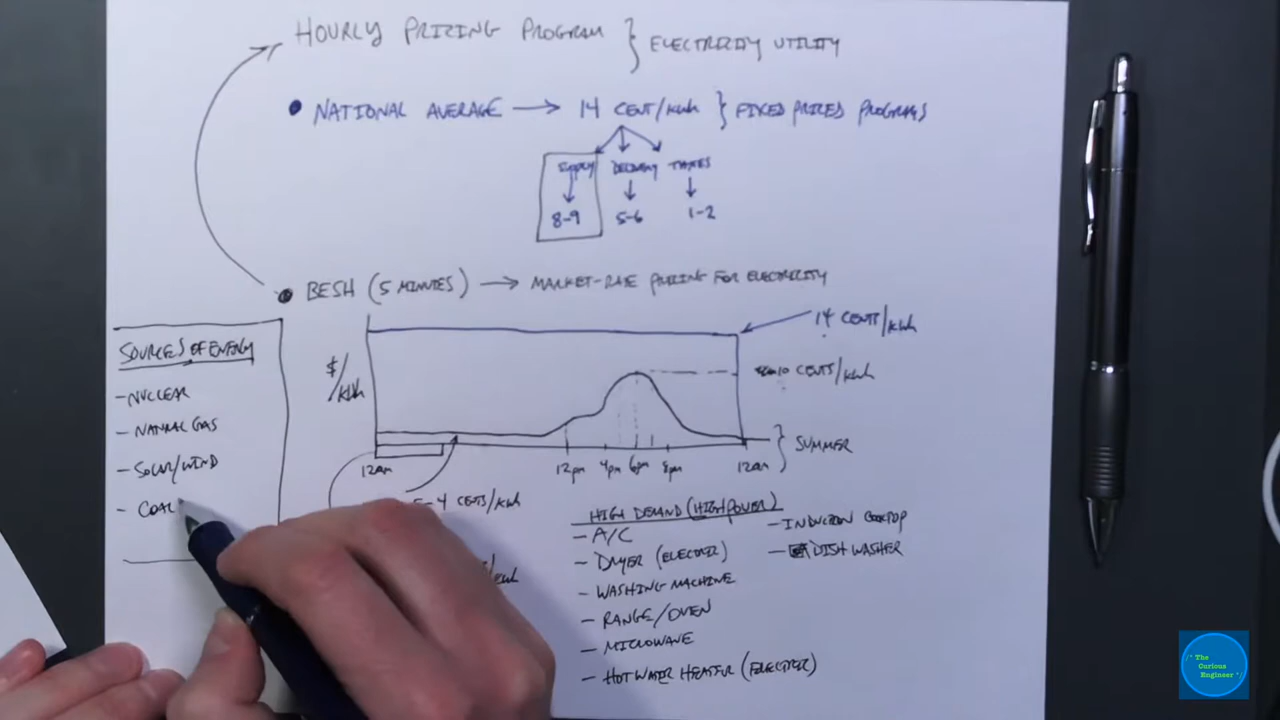 HOURLY PRICING PROGRAM } ELECTRICITY UTILITY
• NATIONAL AVERAGE → 14 CENT/kWh } FIXED PRICED PROGRAMS
SUPPLY DELIVERY TAXES
8-9 5-6 1-2
• BESH (5 MINUTES) → MARKET-RATE PRICING FOR ELECTRICITY
14 CENTS/kWh
SOURCES OF ENERGY
- NUCLEAR
- NATURAL GAS
- SOLAR/WIND
- COAL
$/kWh
10 CENTS/kWh
12am 12pm 4pm 6pm 8pm 12am
} SUMMER
-4 CENTS/kWh
HIGH DEMAND (HIGH POWER)
- A/C
- DRYER (ELECTRIC)
- WASHING MACHINE
- RANGE/OVEN
- MICROWAVE
- HOT WATER HEATER (ELECTRIC)
- INDUCTION COOKTOP
- DISH WASHER
/* The
Curious
Engineer */